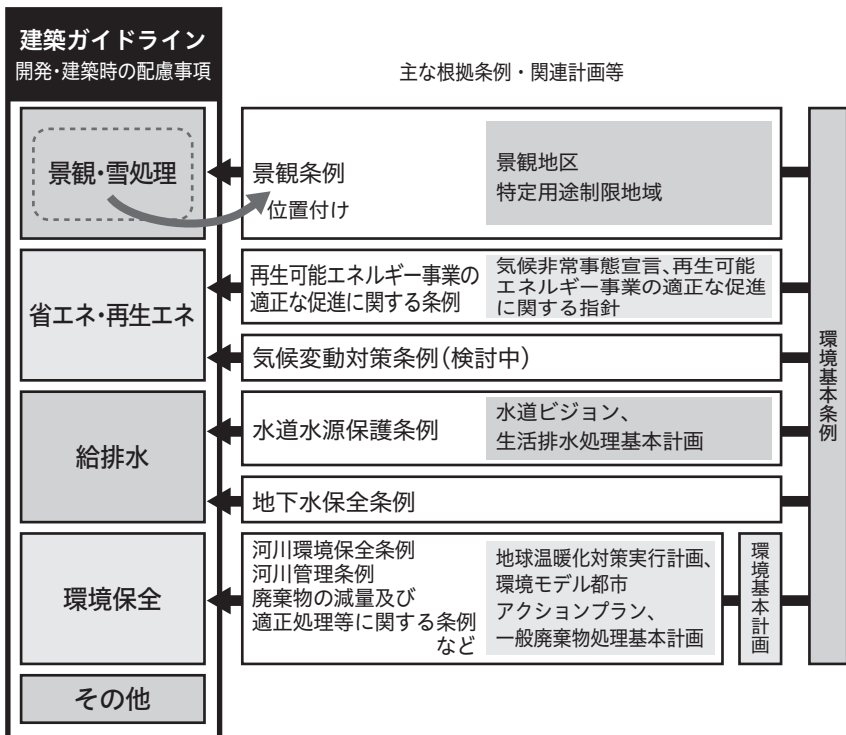 建築ガイドライン
開発・建築時の配慮事項
主な根拠条例・関連計画等
景観・雪処理
景観条例
位置付け
景観地区
特定用途制限地域
省エネ・再生エネ
再生可能エネルギー事業の
適正な促進に関する条例
気候非常事態宣言、再生可能
エネルギー事業の適正な促進
に関する指針
気候変動対策条例（検討中）
給排水
水道水源保護条例
水道ビジョン、
生活排水処理基本計画
地下水保全条例
環境保全
河川環境保全条例
河川管理条例
廃棄物の減量及び
適正処理等に関する条例
など
地球温暖化対策実行計画、
環境モデル都市
アクションプラン、
一般廃棄物処理基本計画
環境基本計画
環境基本条例
その他